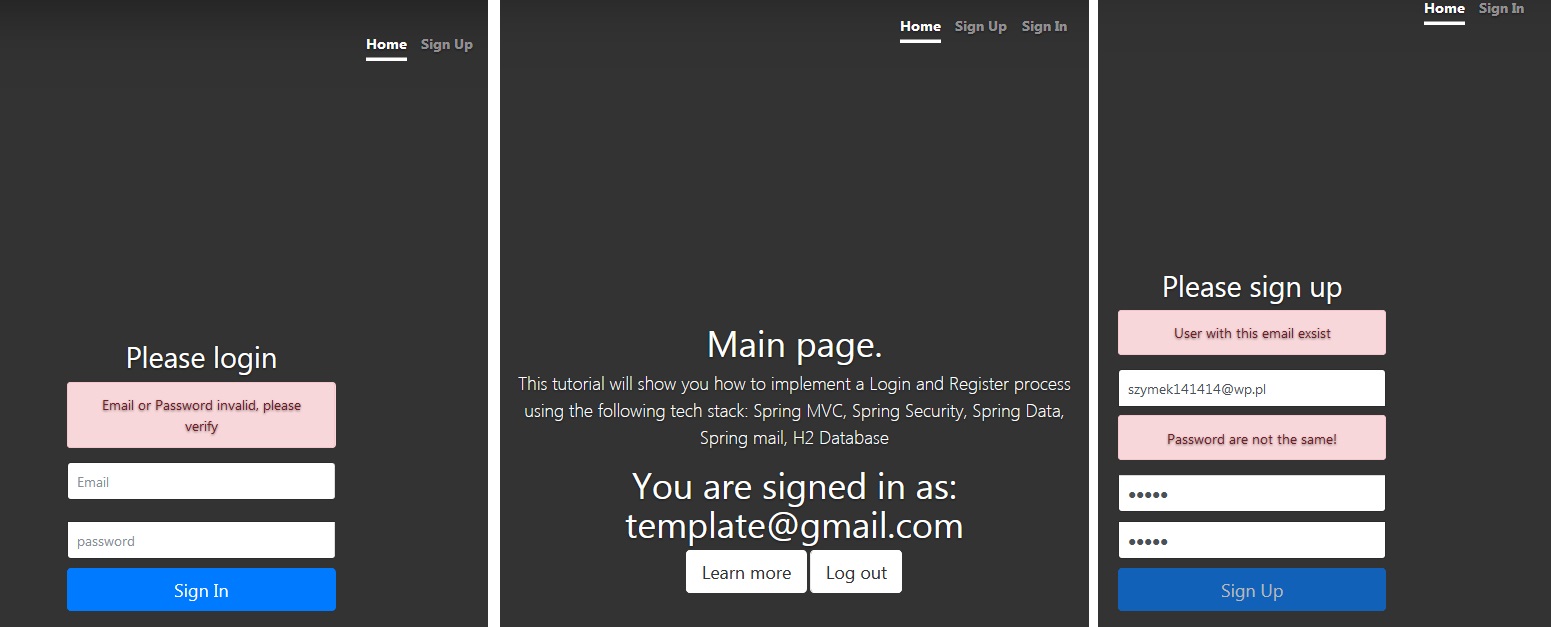 Home Sign Up
Please login
Email or Password invalid, please
verify
Email
password
Sign In
Home Sign Up Sign In
Main page.
This tutorial will show you how to implement a Login and Register process
using the following tech stack: Spring MVC, Spring Security, Spring Data,
Spring mail, H2 Database
You are signed in as:
template@gmail.com
Learn more Log out
Home Sign In
Please sign up
User with this email exsist
szymek141414@wp.pl
Password are not the same!
•••••
•••••
Sign Up